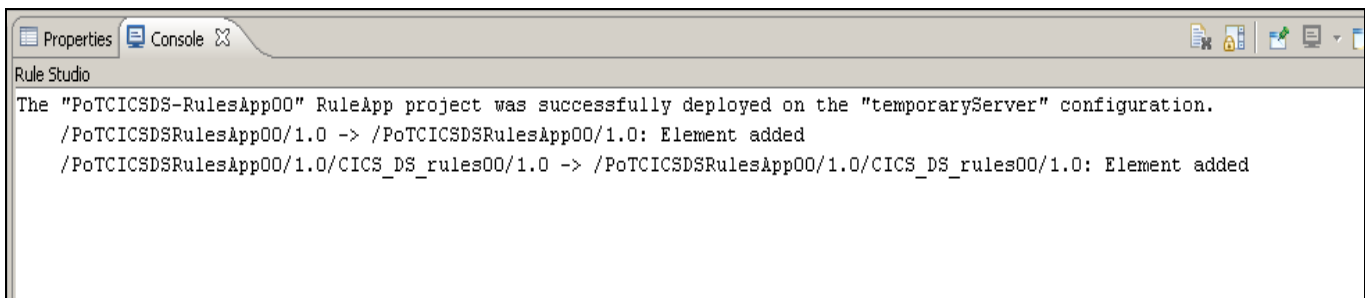 Properties Console
Rule Studio
The "PoTCICSDS-RulesApp00" RuleApp project was successfully deployed on the "temporaryServer" configuration.
/PoTCICSDSRulesApp00/1.0 -> /PoTCICSDSRulesApp00/1.0: Element added
/PoTCICSDSRulesApp00/1.0/CICS_DS_rules00/1.0 -> /PoTCICSDSRulesApp00/1.0/CICS_DS_rules00/1.0: Element added